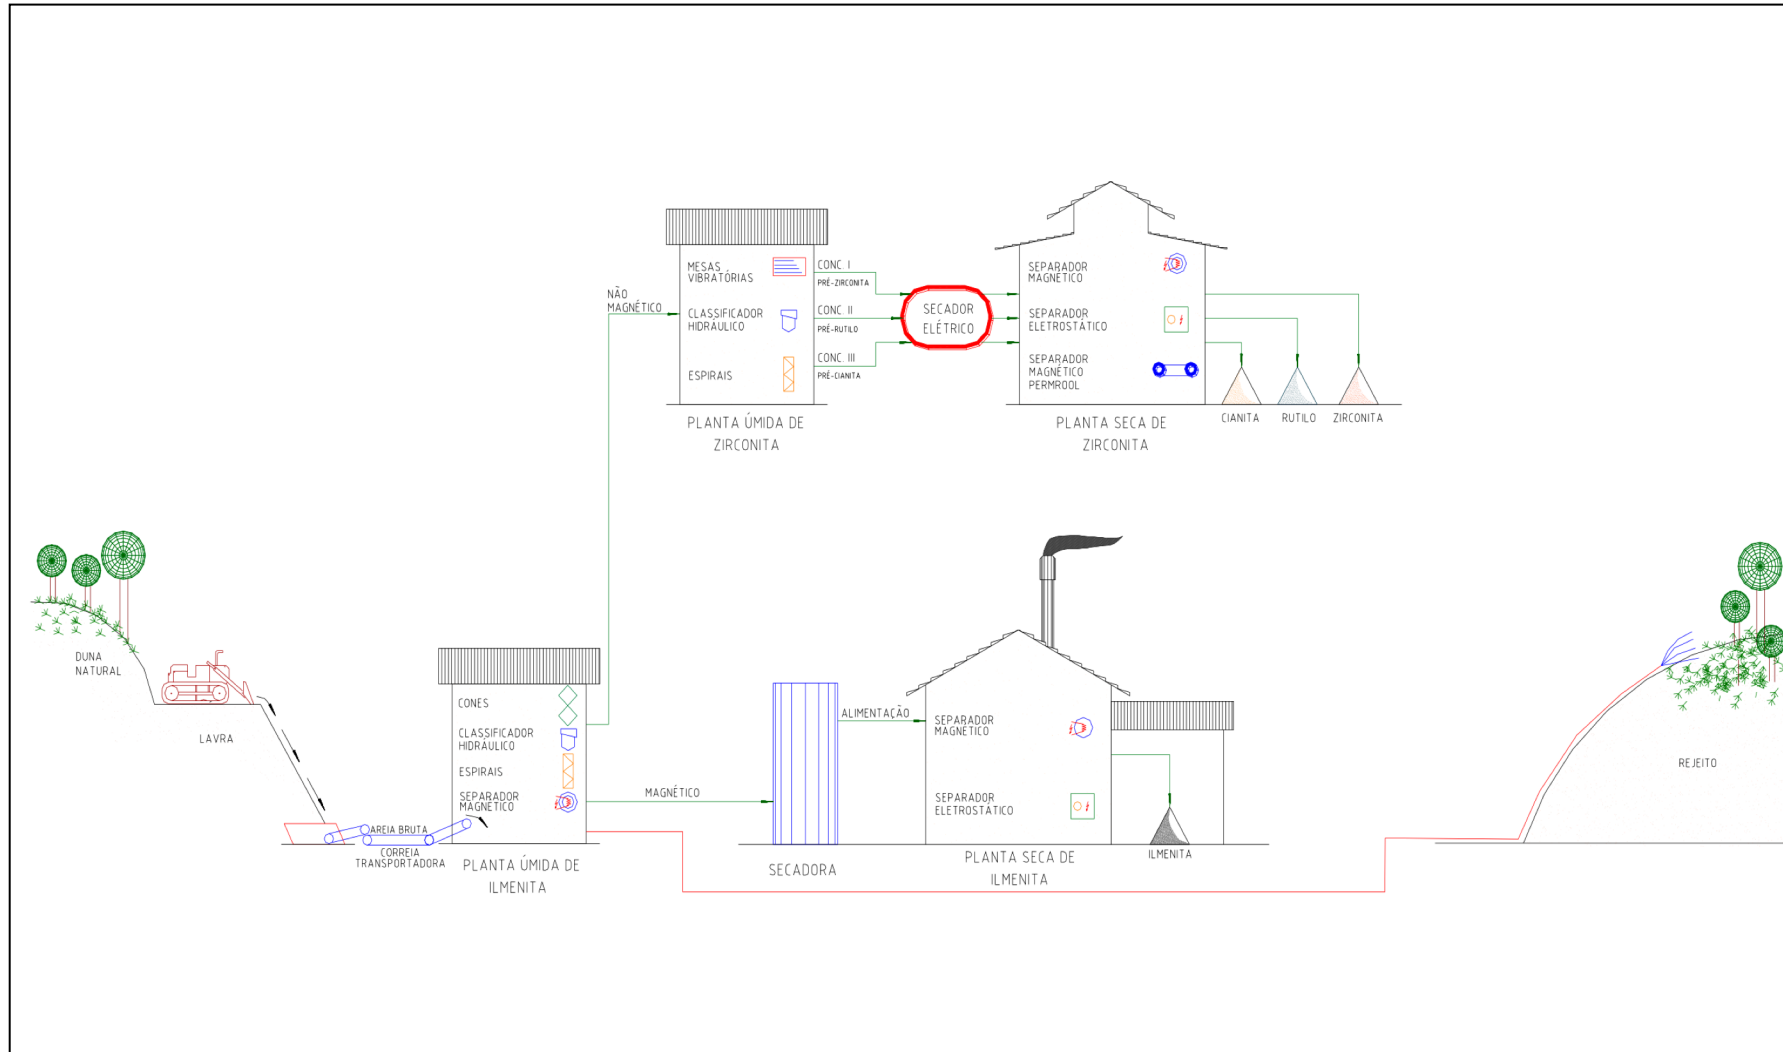 MESAS
VIBRATÓRIAS
CLASSIFICADOR
HIDRÁULICO
ESPIRAIS
PLANTA ÚMIDA DE
ZIRCONITA
NÃO
MAGNÉTICO
CONC. I
PRÉ-ZIRCONITA
CONC. II
PRÉ-RUTILO
CONC. III
PRÉ-CIANITA
SECADOR
ELÉTRICO
SEPARADOR
MAGNÉTICO
SEPARADOR
ELETROSTÁTICO
SEPARADOR
MAGNÉTICO
PERMROOL
PLANTA SECA DE
ZIRCONITA
CIANITA
RUTILO
ZIRCONITA
DUNA
NATURAL
LAVRA
AREIA BRUTA
CORREIA
TRANSPORTADORA
CONES
CLASSIFICADOR
HIDRÁULICO
ESPIRAIS
SEPARADOR
MAGNÉTICO
PLANTA ÚMIDA DE
ILMENITA
MAGNÉTICO
SECADORA
ALIMENTAÇÃO
SEPARADOR
MAGNÉTICO
SEPARADOR
ELETROSTÁTICO
PLANTA SECA DE
ILMENITA
ILMENITA
REJEITO